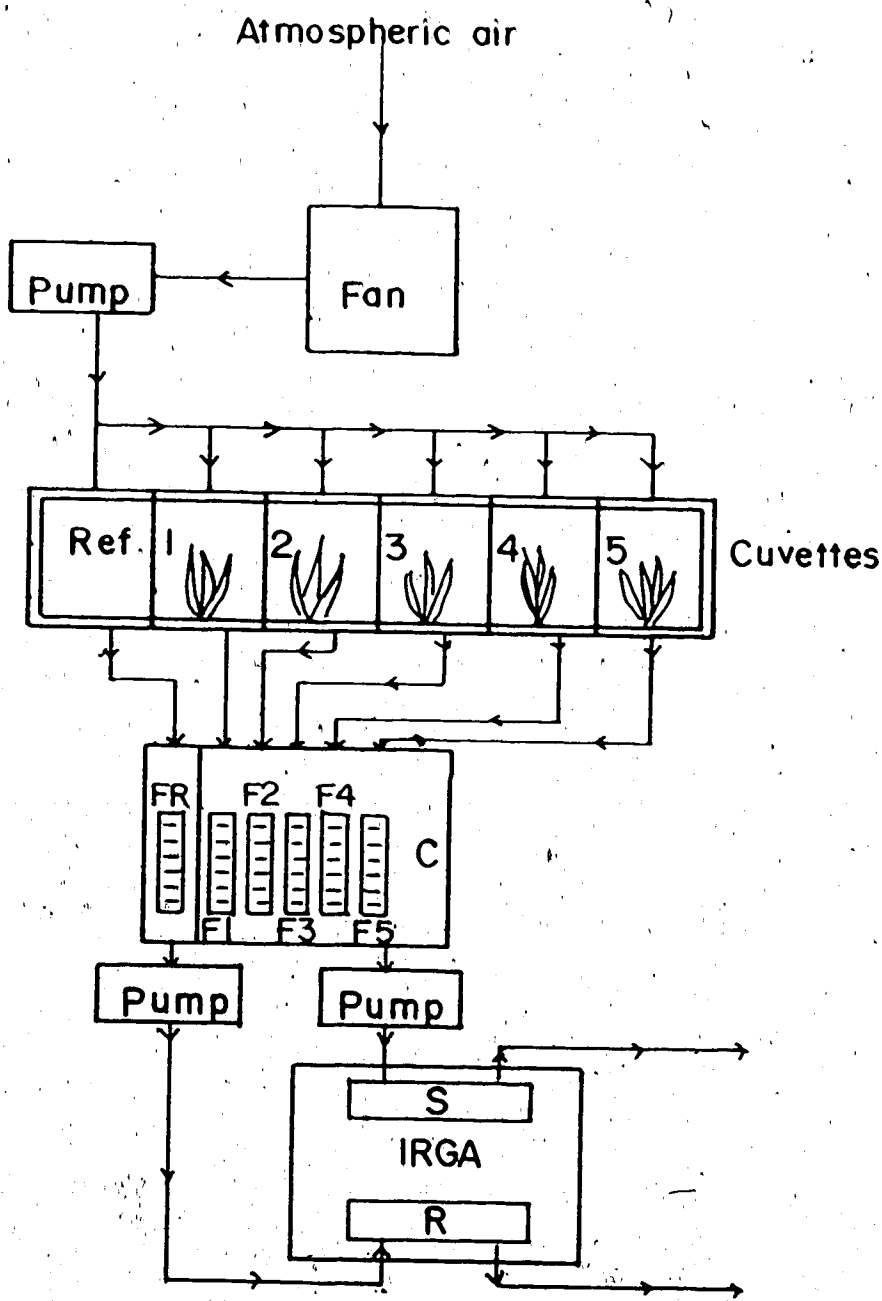 Atmospheric air
Fan
Pump
Ref. 1 2 3 4 5
Cuvettes
FR F2 F4
C
F1 F3 F5
Pump Pump
S
IRGA
R